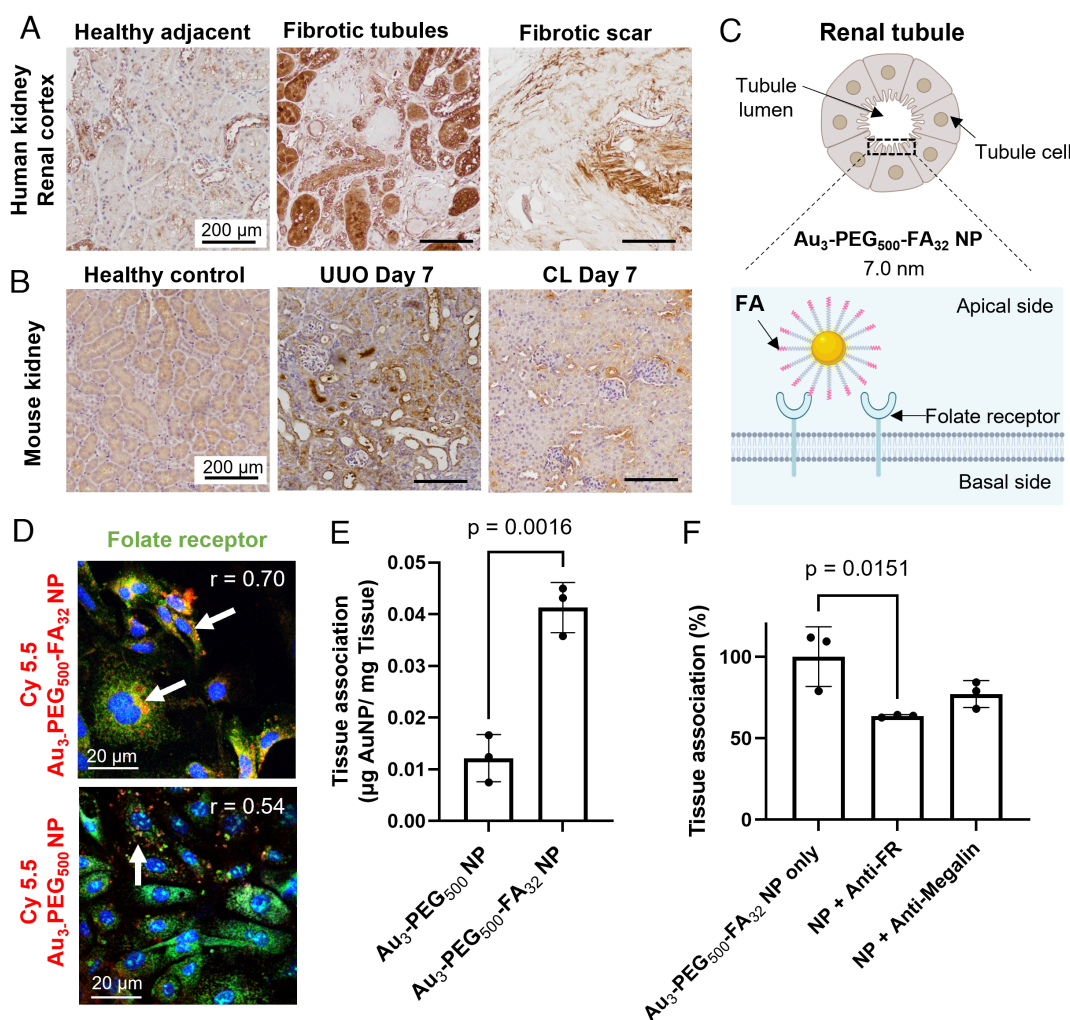 A
Healthy adjacent
Fibrotic tubules
Fibrotic scar
Human kidney
Renal cortex
200 µm
B
Healthy control
UUO Day 7
CL Day 7
Mouse kidney
200 µm
C
Renal tubule
Tubule
lumen
Tubule cell
Au₃-PEG₅₀₀-FA₃₂ NP
7.0 nm
FA
Apical side
Folate receptor
Basal side
D
Folate receptor
Cy 5.5
Au₃-PEG₅₀₀-FA₃₂ NP
r = 0.70
20 µm
Cy 5.5
Au₃-PEG₅₀₀ NP
r = 0.54
20 µm
E
p = 0.0016
Tissue association
(µg AuNP/ mg Tissue)
0.05
0.04
0.03
0.02
0.01
0.00
Au₃-PEG₅₀₀ NP
Au₃-PEG₅₀₀-FA₃₂ NP
F
p = 0.0151
Tissue association (%)
100
50
0
Au₃-PEG₅₀₀-FA₃₂ NP only
NP + Anti-FR
NP + Anti-Megalin